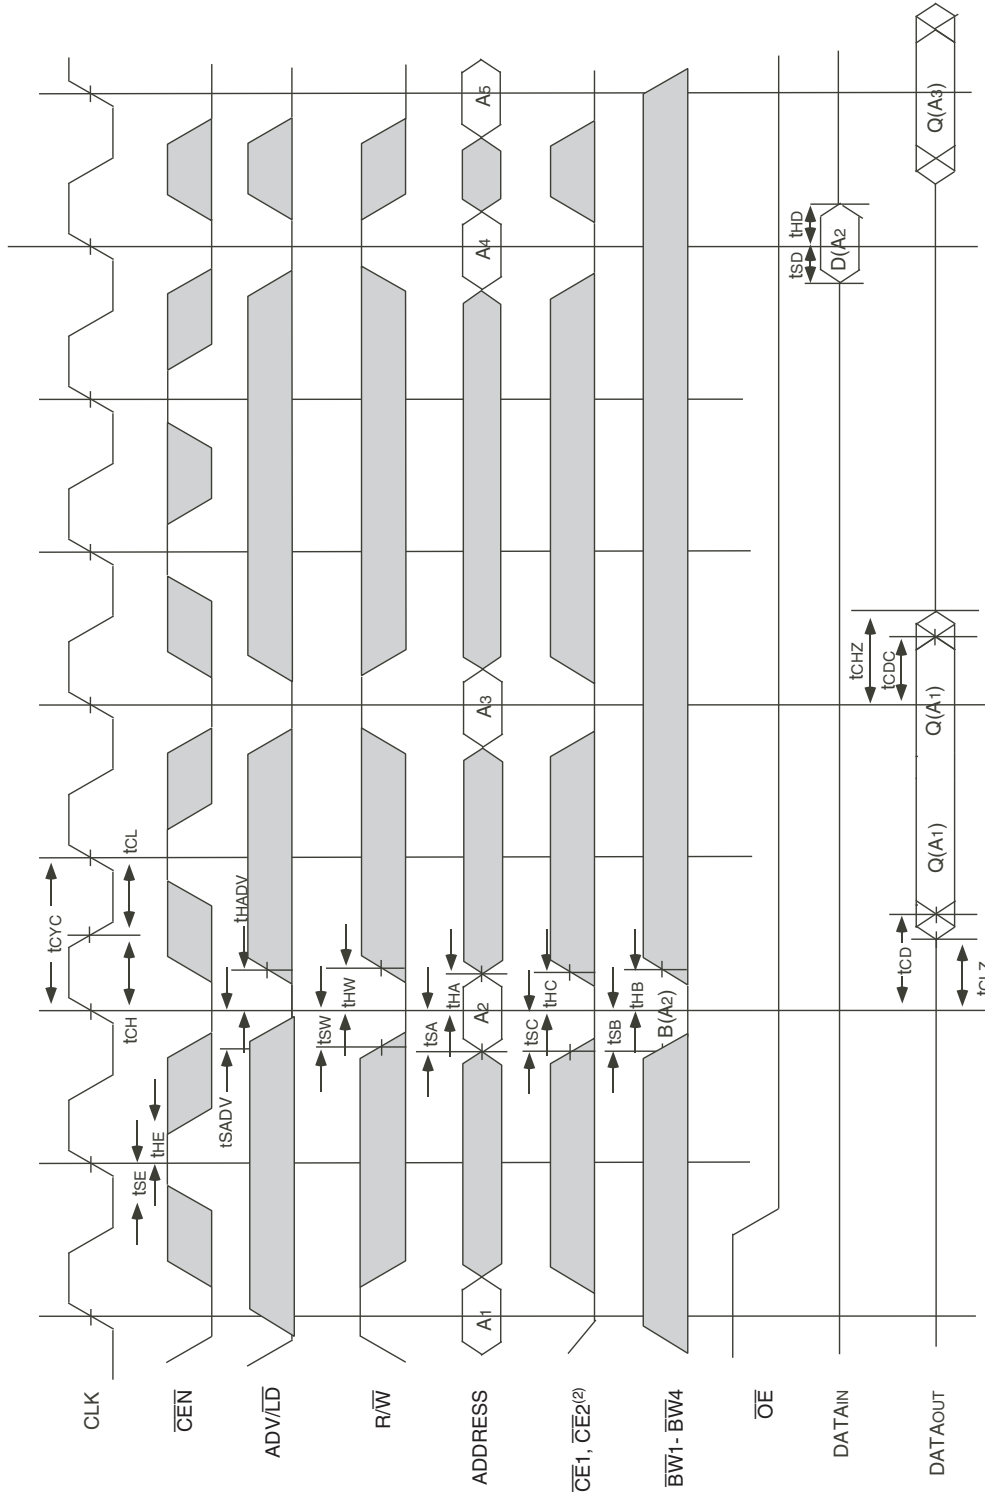 CLK
tCYC
tCH
tCL
CEN
tSE
tHE
ADV/LD
tSADV
tHADV
R/W
tSW
tHW
ADDRESS
A1
tSA
tHA
A2
A3
A4
A5
CE1, CE2(2)
tSC
tHC
BW1- BW4
tSB
tHB
B(A2)
OE
DATAIN
tSD
tHD
D(A2
DATAOUT
tCLZ
tCD
Q(A1)
Q(A1)
tCDC
tCHZ
Q(A3)